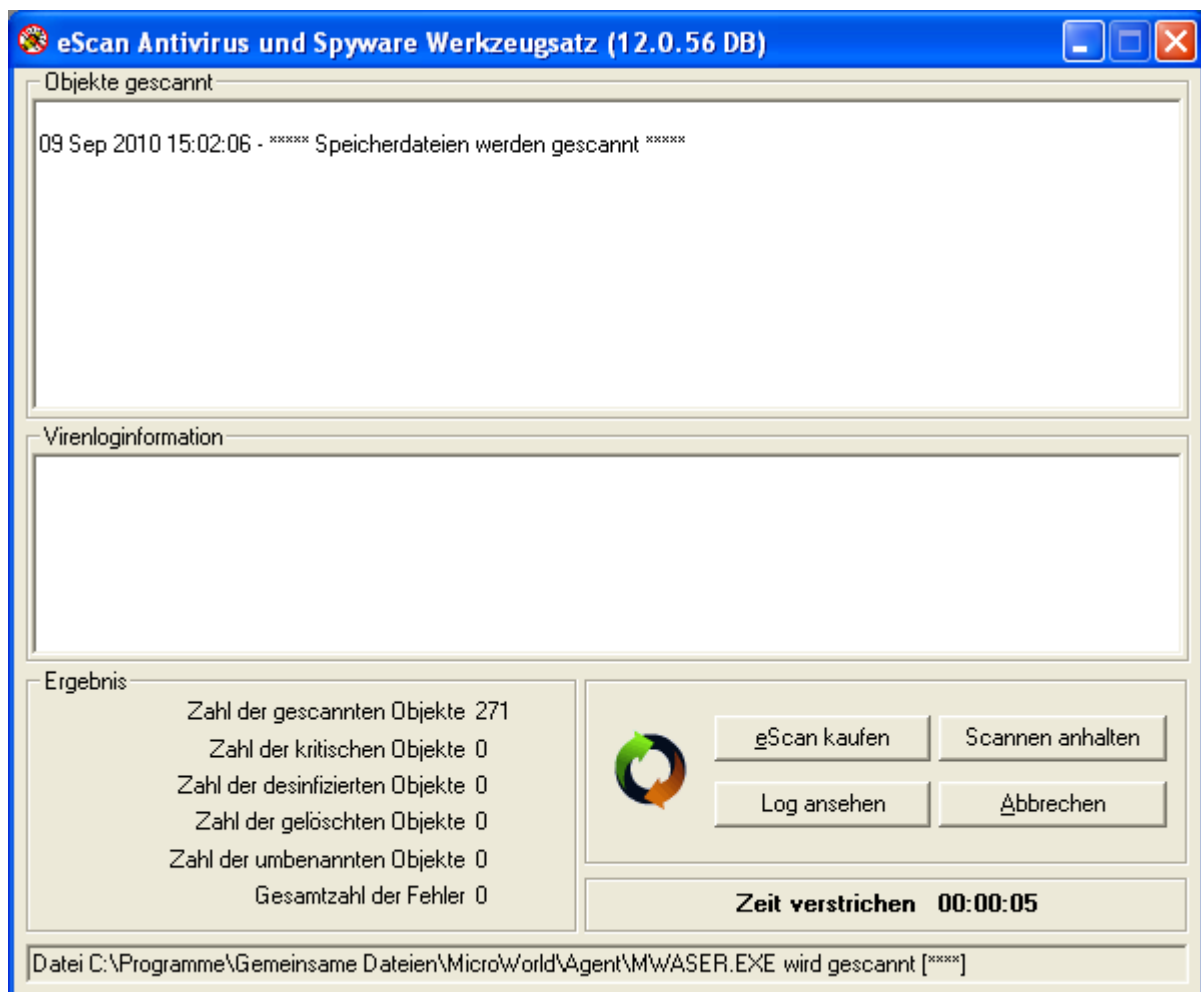 eScan Antivirus und Spyware Werkzeugsatz (12.0.56 DB)
Objekte gescannt
09 Sep 2010 15:02:06 - ***** Speicherdateien werden gescannt *****
Virenloginformation
Ergebnis
Zahl der gescannten Objekte 271
Zahl der kritischen Objekte 0
Zahl der desinfizierten Objekte 0
Zahl der gelöschten Objekte 0
Zahl der umbenannten Objekte 0
Gesamtzahl der Fehler 0
eScan kaufen
Scannen anhalten
Log ansehen
Abbrechen
Zeit verstrichen 00:00:05
Datei C:\Programme\Gemeinsame Dateien\MicroWorld\Agent\MWASER.EXE wird gescannt [****]